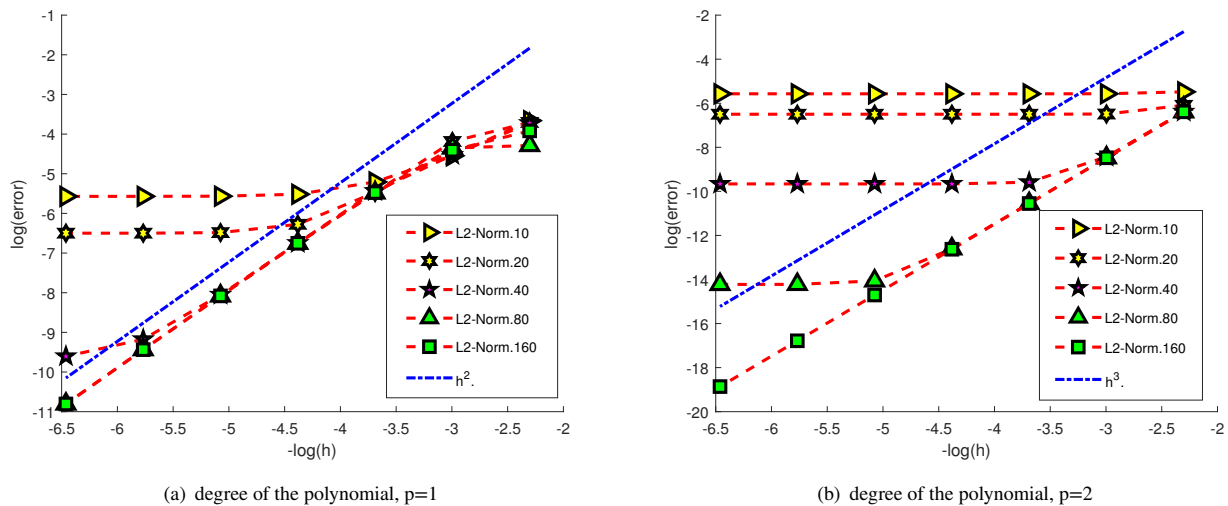 -1
-2
-3
-4
-5
-6
-7
-8
-9
-10
-11
log(error)
-6.5 -6 -5.5 -5 -4.5 -4 -3.5 -3 -2.5 -2
-log(h)
L2-Norm.10
L2-Norm.20
L2-Norm.40
L2-Norm.80
L2-Norm.160
h².
(a) degree of the polynomial, p=1
-2
-4
-6
-8
-10
-12
-14
-16
-18
-20
log(error)
-6.5 -6 -5.5 -5 -4.5 -4 -3.5 -3 -2.5 -2
-log(h)
L2-Norm.10
L2-Norm.20
L2-Norm.40
L2-Norm.80
L2-Norm.160
h³.
(b) degree of the polynomial, p=2